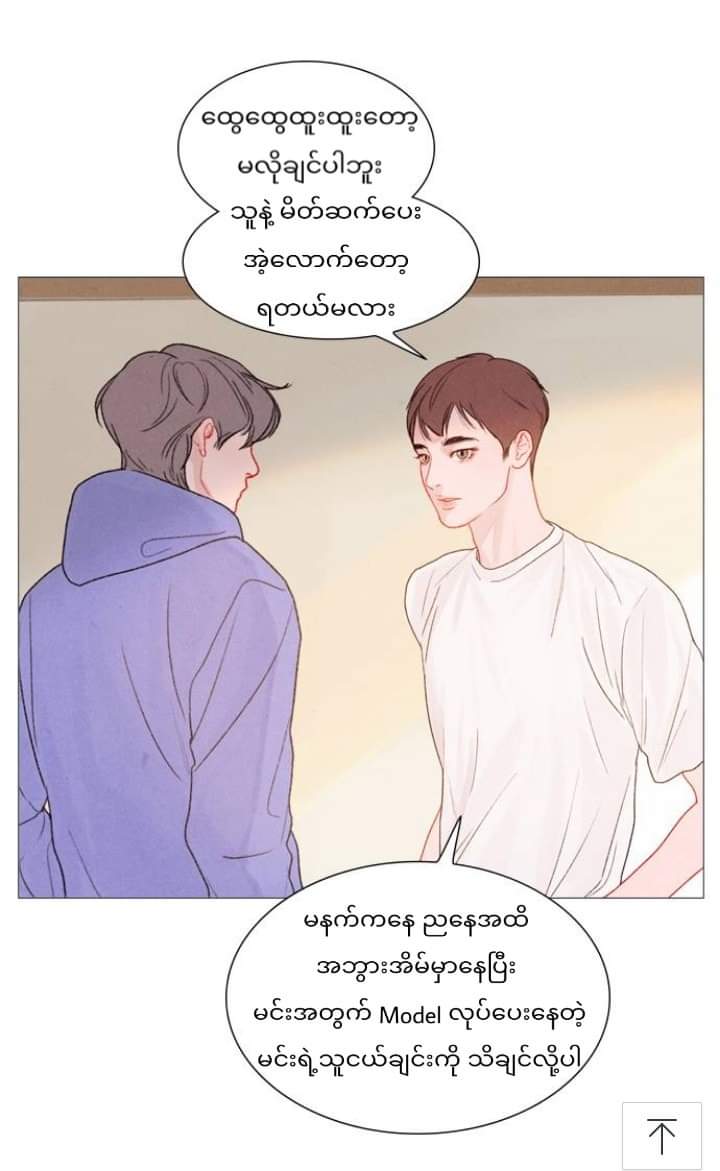 ထွေထွေထူးထူးတော့
မလိုချင်ပါဘူး
သူနဲ့ မိတ်ဆက်ပေး
အဲ့လောက်တော့
ရတယ်မလား
မနက်ကနေ ညနေအထိ
အဘွားအိမ်မှာနေပြီး
မင်းအတွက် Model လုပ်ပေးနေတဲ့
မင်းရဲ့သူငယ်ချင်းကို သိချင်လို့ပါ